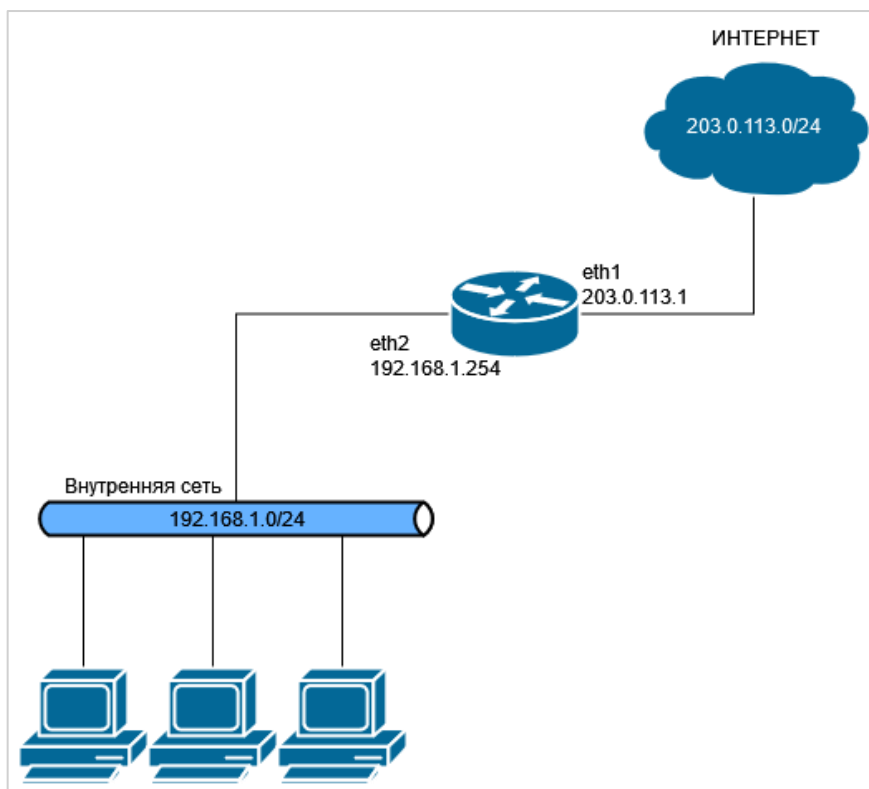 ИНТЕРНЕТ
203.0.113.0/24
eth1
203.0.113.1
eth2
192.168.1.254
Внутренняя сеть
192.168.1.0/24